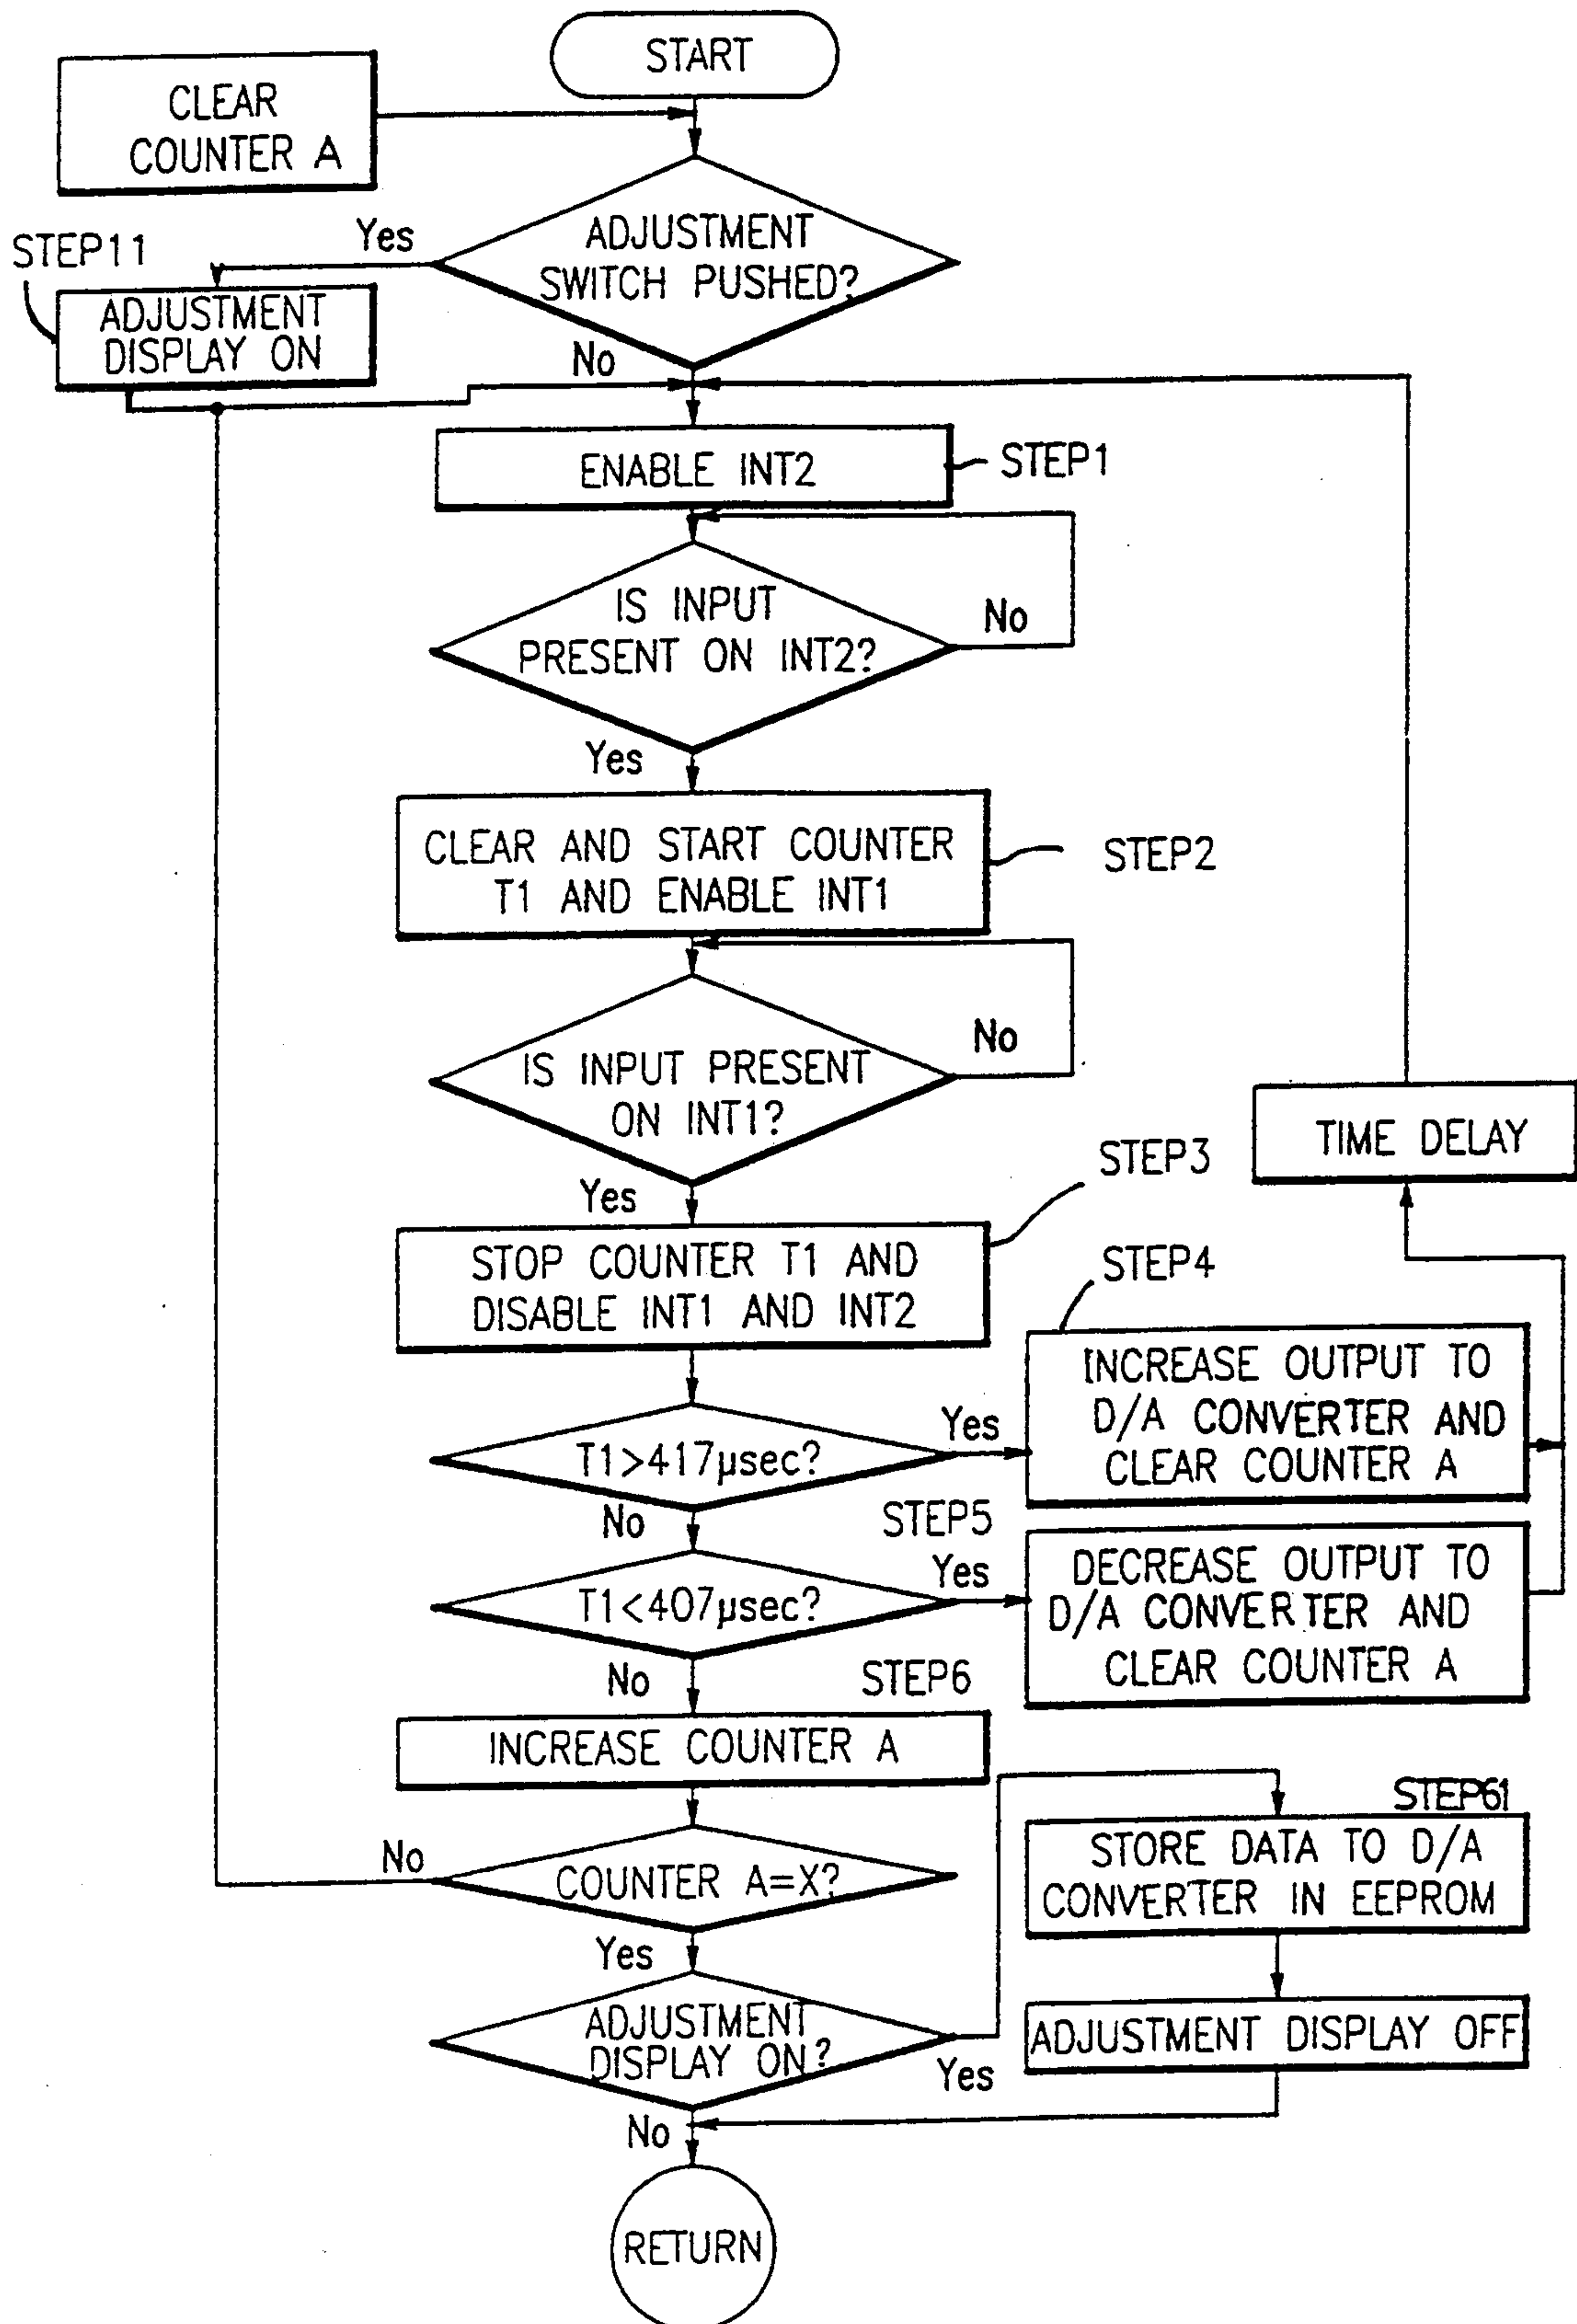 START
CLEAR
COUNTER A
ADJUSTMENT
SWITCH PUSHED?
Yes
STEP11
ADJUSTMENT
DISPLAY ON
No
ENABLE INT2
STEP1
IS INPUT
PRESENT ON INT2?
No
Yes
CLEAR AND START COUNTER
T1 AND ENABLE INT1
STEP2
IS INPUT PRESENT
ON INT1?
No
TIME DELAY
Yes
STEP3
STOP COUNTER T1 AND
DISABLE INT1 AND INT2
STEP4
T1>417µsec?
Yes
INCREASE OUTPUT TO
D/A CONVERTER AND
CLEAR COUNTER A
No
STEP5
T1<407µsec?
Yes
DECREASE OUTPUT TO
D/A CONVERTER AND
CLEAR COUNTER A
No
STEP6
INCREASE COUNTER A
COUNTER A=X?
No
STEP61
STORE DATA TO D/A
CONVERTER IN EEPROM
Yes
ADJUSTMENT
DISPLAY ON?
Yes
ADJUSTMENT DISPLAY OFF
No
RETURN